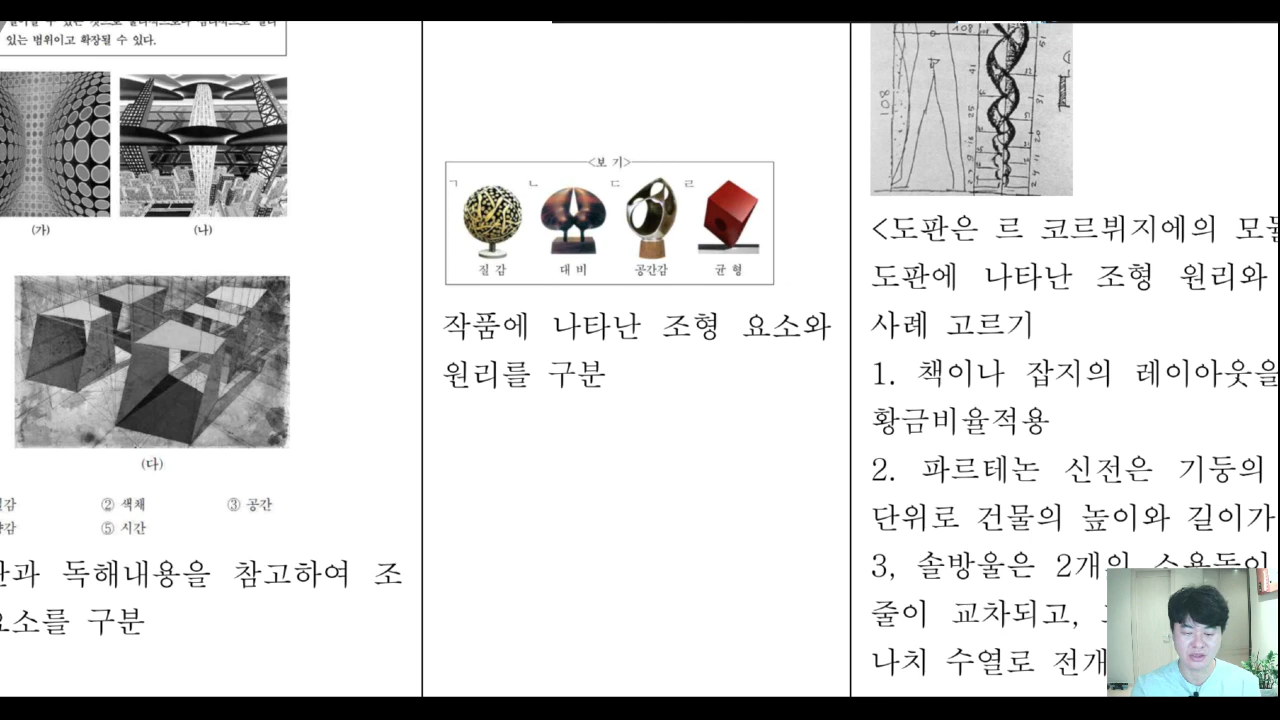 있는 범위이고 확장될 수 있다.
(가)
(나)
(다)
② 색채
③ 공간
⑤ 시간
독해내용을 참고하여 조
구분
<보 기>
ㄱ
ㄴ
ㄷ
ㄹ
질 감
대 비
공간감
균 형
작품에 나타난 조형 요소와
원리를 구분
108
108
<도판은 르 코르뷔지에의
도판에 나타난 조형 원리와
사례 고르기
1. 책이나 잡지의 레이아웃을
황금비율적용
2. 파르테논 신전은 기둥의
단위로 건물의 높이와 길이가
3, 솔방울은 2개의
줄이 교차되고,
나치 수열로